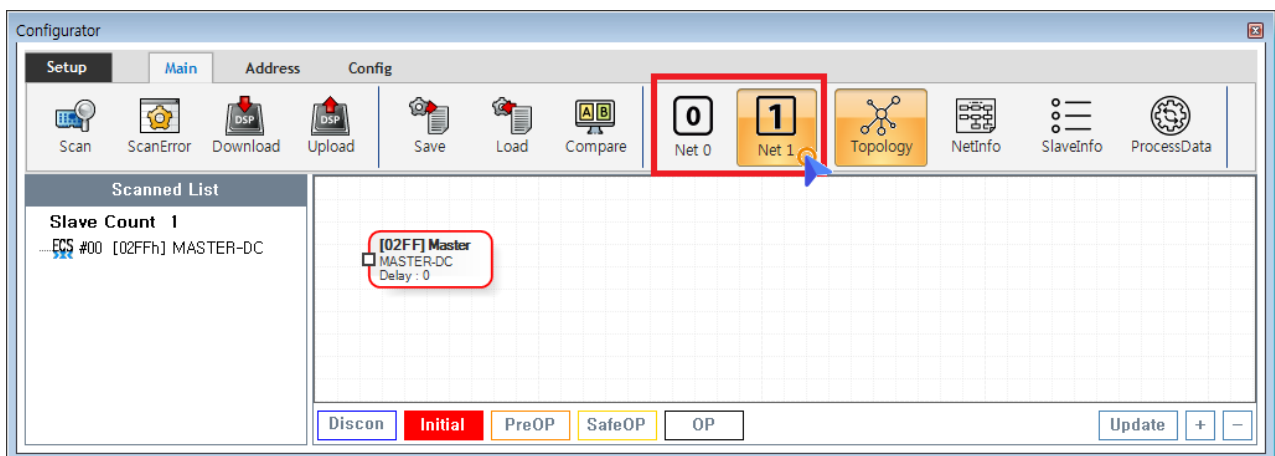 Configurator
Setup Main Address Config
DSP DSP A B 0 1
Scan ScanError Download Upload Save Load Compare Net 0 Net 1 Topology NetInfo SlaveInfo ProcessData
Scanned List
Slave Count 1
ECS #00 [02FFh] MASTER-DC
[02FF] Master
MASTER-DC
Delay : 0
Discon Initial PreOP SafeOP OP Update + -